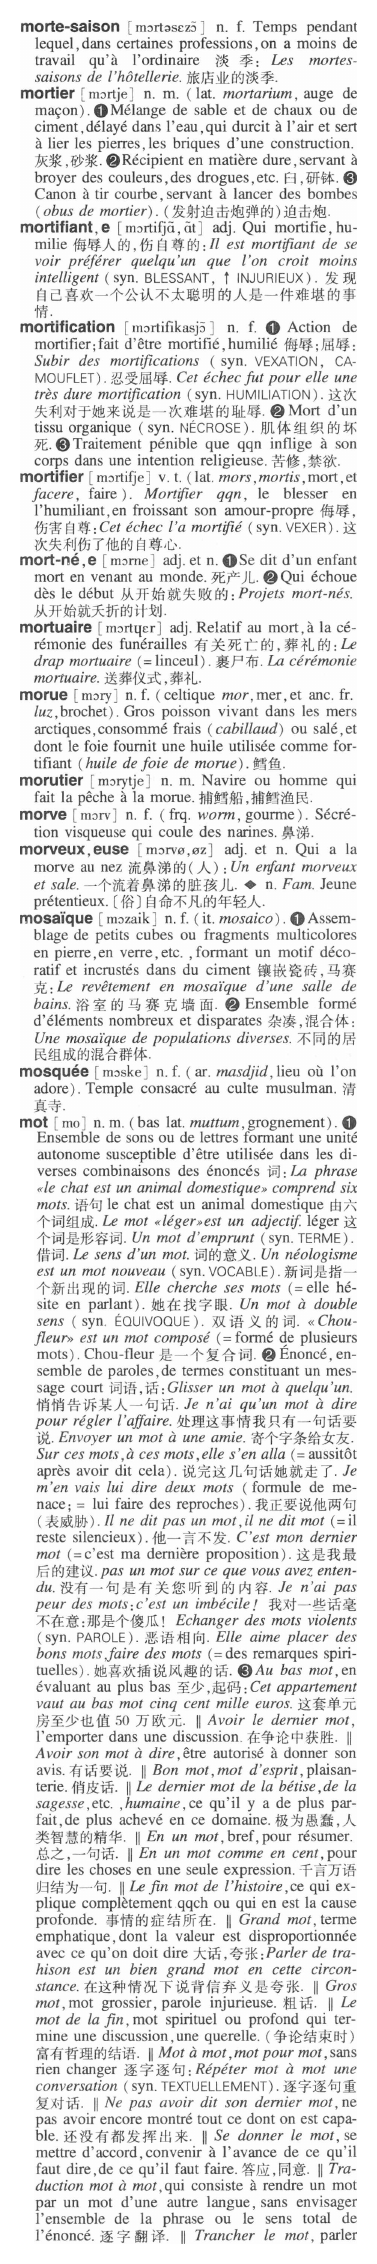 morte-saison [mɔrtəsɛzɔ̃] n. f. Temps pendant
lequel, dans certaines professions, on a moins de
travail qu'à l'ordinaire 淡 季: Les mortes-
saisons de l'hôtellerie. 旅店业的淡季.
mortier [mɔrtje] n. m. (lat. mortarium, auge de
maçon). ❶Mélange de sable et de chaux ou de
ciment, délayé dans l'eau, qui durcit à l'air et sert
à lier les pierres, les briques d'une construction.
灰浆,砂浆. ❷Récipient en matière dure, servant à
broyer des couleurs, des drogues, etc. 臼,研钵. ❸
Canon à tir courbe, servant à lancer des bombes
(obus de mortier). (发射迫击炮弹的)迫击炮.
mortifiant, e [mɔrtifjɑ̃, ɑ̃t] adj. Qui mortifie, hu-
milie 侮辱人的,伤自尊的: Il est mortifiant de se
voir préférer quelqu'un que l'on croit moins
intelligent (syn. BLESSANT, ↑ INJURIEUX). 发现
自己喜欢一个公认不太聪明的人是一件难堪的事
情.
mortification [mɔrtifikasjɔ̃] n. f. ❶ Action de
mortifier; fait d'être mortifié, humilié 侮辱;屈辱:
Subir des mortifications (syn. VEXATION, CA-
MOUFLET). 忍受屈辱. Cet échec fut pour elle une
très dure mortification (syn. HUMILIATION). 这次
失利对于她来说是一次难堪的耻辱. ❷ Mort d'un
tissu organique (syn. NÉCROSE). 肌体组织的坏
死. ❸Traitement pénible que qqn inflige à son
corps dans une intention religieuse. 苦修,禁欲.
mortifier [mɔrtifje] v. t. (lat. mors, mortis, mort, et
facere, faire). Mortifier qqn, le blesser en
l'humiliant, en froissant son amour-propre 侮辱,
伤害自尊: Cet échec l'a mortifié (syn. VEXER). 这
次失利伤了他的自尊心.
mort-né, e [mɔrne] adj. et n. ❶Se dit d'un enfant
mort en venant au monde. 死产儿. ❷Qui échoue
dès le début 从开始就失败的: Projets mort-nés.
从开始就夭折的计划.
mortuaire [mɔrtɥɛr] adj. Relatif au mort, à la cé-
rémonie des funérailles 有关死亡的,葬礼的: Le
drap mortuaire (= linceul). 裹尸布. La cérémonie
mortuaire. 送葬仪式,葬礼.
morue [mɔry] n. f. (celtique mor, mer, et anc. fr.
luz, brochet). Gros poisson vivant dans les mers
arctiques, consommé frais (cabillaud) ou salé, et
dont le foie fournit une huile utilisée comme for-
tifiant (huile de foie de morue). 鳕鱼.
morutier [mɔrytje] n. m. Navire ou homme qui
fait la pêche à la morue. 捕鳕船,捕鳕渔民.
morve [mɔrv] n. f. (frq. worm, gourme). Sécré-
tion visqueuse qui coule des narines. 鼻涕.
morveux, euse [mɔrvø, øz] adj. et n. Qui a la
morve au nez 流鼻涕的(人): Un enfant morveux
et sale. 一个流着鼻涕的脏孩儿. ◆ n. Fam. Jeune
prétentieux. [俗]自命不凡的年轻人.
mosaïque [mɔzaik] n. f. (it. mosaico). ❶Assem-
blage de petits cubes ou fragments multicolores
en pierre, en verre, etc., formant un motif déco-
ratif et incrustés dans du ciment 镶嵌瓷砖,马赛
克: Le revêtement en mosaïque d'une salle de
bains. 浴室的马赛克墙面. ❷ Ensemble formé
d'éléments nombreux et disparates 杂凑,混合体:
Une mosaïque de populations diverses. 不同的居
民组成的混合群体.
mosquée [mɔske] n. f. (ar. masdjid, lieu où l'on
adore). Temple consacré au culte musulman. 清
真寺.
mot [mo] n. m. (bas lat. muttum, grognement). ❶
Ensemble de sons ou de lettres formant une unité
autonome susceptible d'être utilisée dans les di-
verses combinaisons des énoncés 词: La phrase
«le chat est un animal domestique» comprend six
mots. 语句 le chat est un animal domestique 由六
个词组成. Le mot «léger» est un adjectif. léger 这
个词是形容词. Un mot d'emprunt (syn. TERME).
借词. Le sens d'un mot. 词的意义. Un néologisme
est un mot nouveau (syn. VOCABLE). 新词是指一
个新出现的词. Elle cherche ses mots (= elle hé-
site en parlant). 她在找字眼. Un mot à double
sens (syn. ÉQUIVOQUE). 双语义的词. «Chou-
fleur» est un mot composé (= formé de plusieurs
mots). Chou-fleur 是一个复合词. ❷ Énoncé, en-
semble de paroles, de termes constituant un mes-
sage court 词语,话: Glisser un mot à quelqu'un.
悄悄告诉某人一句话. Je n'ai qu'un mot à dire
pour régler l'affaire. 处理这事情我只有一句话要
说. Envoyer un mot à une amie. 寄个字条给女友.
Sur ces mots, à ces mots, elle s'en alla (= aussitôt
après avoir dit cela). 说完这几句话她就走了. Je
m'en vais lui dire deux mots (formule de me-
nace; = lui faire des reproches). 我正要说他两句
(表威胁). Il ne dit pas un mot, il ne dit mot (= il
reste silencieux). 他一言不发. C'est mon dernier
mot (= c'est ma dernière proposition). 这是我最
后的建议. pas un mot sur ce que vous avez enten-
du. 没有一句是有关您听到的内容. Je n'ai pas
peur des mots: c'est un imbécile! 我对一些话毫
不在意:那是个傻瓜! Echanger des mots violents
(syn. PAROLE). 恶语相向. Elle aime placer des
bons mots, faire des mots (= des remarques spiri-
tuelles). 她喜欢插说风趣的话. ❸ Au bas mot, en
évaluant au plus bas 至少,起码: Cet appartement
vaut au bas mot cinq cent mille euros. 这套单元
房至少也值 50 万欧元. ‖ Avoir le dernier mot,
l'emporter dans une discussion. 在争论中获胜. ‖
Avoir son mot à dire, être autorisé à donner son
avis. 有话要说. ‖ Bon mot, mot d'esprit, plaisan-
terie. 俏皮话. ‖ Le dernier mot de la bêtise, de la
sagesse, etc., humaine, ce qu'il y a de plus par-
fait, de plus achevé en ce domaine. 极为愚蠢,人
类智慧的精华. ‖ En un mot, bref, pour résumer.
总之,一句话. ‖ En un mot comme en cent, pour
dire les choses en une seule expression. 千言万语
归结为一句. ‖ Le fin mot de l'histoire, ce qui ex-
plique complètement qqch ou qui en est la cause
profonde. 事情的症结所在. ‖ Grand mot, terme
emphatique, dont la valeur est disproportionnée
avec ce qu'on doit dire 大话,夸张: Parler de tra-
hison est un bien grand mot en cette circon-
stance. 在这种情况下说背信弃义是夸张. ‖ Gros
mot, mot grossier, parole injurieuse. 粗话. ‖ Le
mot de la fin, mot spirituel ou profond qui ter-
mine une discussion, une querelle. (争论结束时)
富有哲理的结语. ‖ Mot à mot, mot pour mot, sans
rien changer 逐字逐句: Répéter mot à mot une
conversation (syn. TEXTUELLEMENT). 逐字逐句重
复对话. ‖ Ne pas avoir dit son dernier mot, ne
pas avoir encore montré tout ce dont on est capa-
ble. 还没有都发挥出来. ‖ Se donner le mot, se
mettre d'accord, convenir à l'avance de ce qu'il
faut dire, de ce qu'il faut faire. 答应,同意. ‖ Tra-
duction mot à mot, qui consiste à rendre un mot
par un mot d'une autre langue, sans envisager
l'ensemble de la phrase ou le sens total de
l'énoncé. 逐字翻译. ‖ Trancher le mot, parler